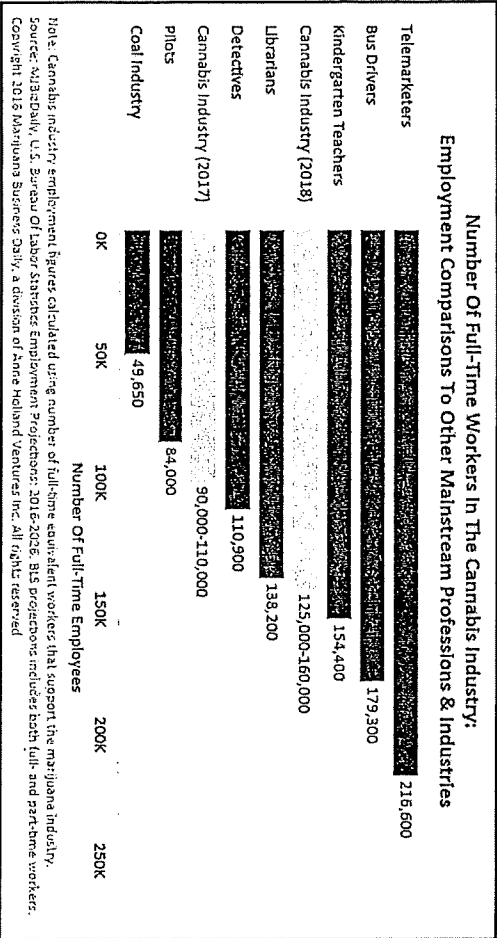 Number Of Full-Time Workers In The Cannabis Industry:
Employment Comparisons To Other Mainstream Professions & Industries
Telemarketers 216,600
Bus Drivers 179,300
Kindergarten Teachers 154,400
Cannabis Industry (2018) 125,000-160,000
Librarians 138,200
Detectives 110,900
Cannabis Industry (2017) 90,000-110,000
Pilots 84,000
Coal Industry 49,650
0K 50K 100K 150K 200K 250K
Number Of Full-Time Employees
Note: Cannabis industry employment figures calculated using number of full-time equivalent workers that support the marijuana industry.
Source: MJBizDaily, U.S. Bureau Of Labor Statistics Employment Projections: 2016-2026. BLS projections includes both full- and part-time workers.
Copyright 2018 Marijuana Business Daily, a division of Anne Holland Ventures Inc. All rights reserved